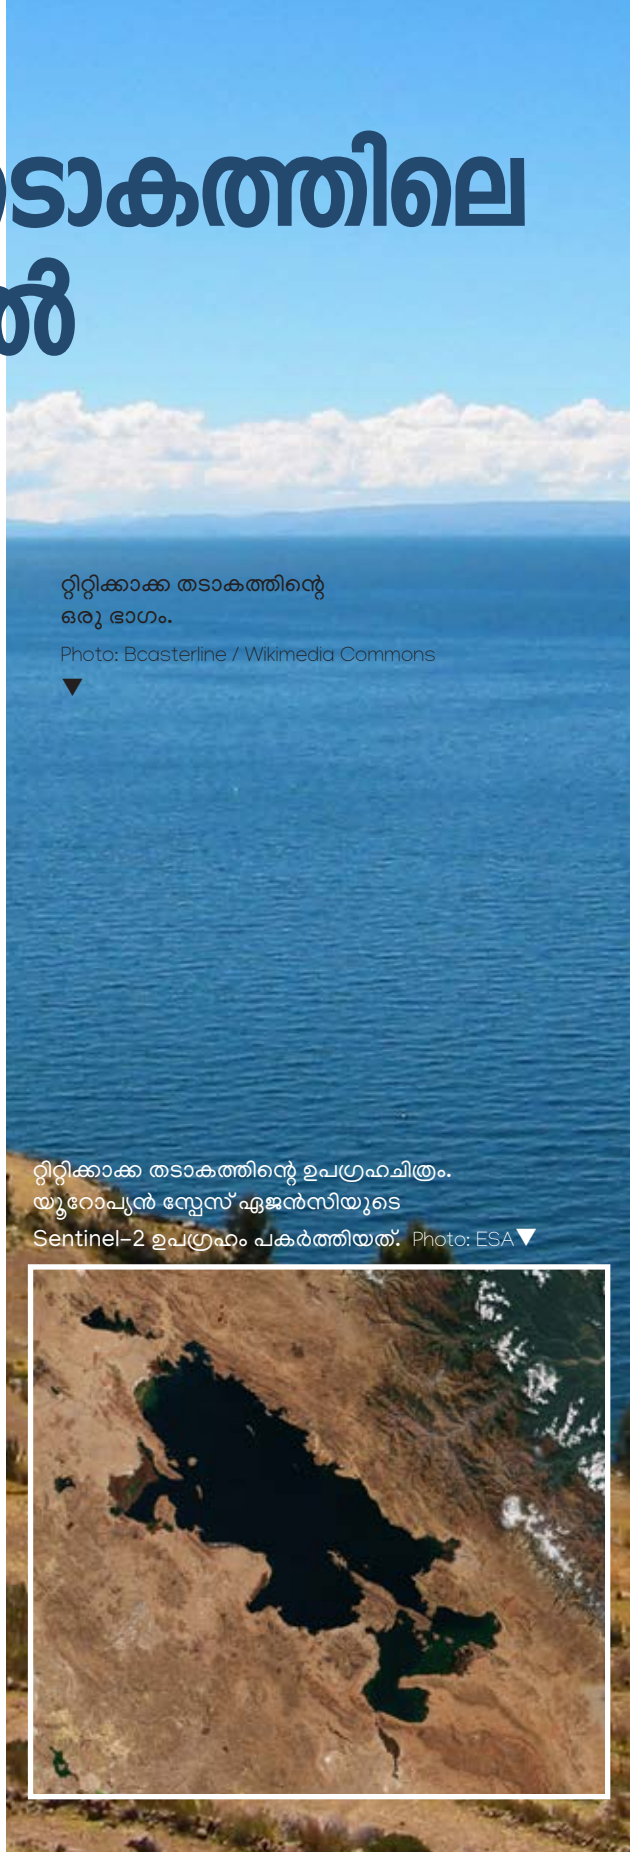 ടാകത്തിലെ
ൽ
റ്റിറ്റിക്കാക്ക തടാകത്തിന്റെ
ഒരു ഭാഗം.
Photo: Bcasterline / Wikimedia Commons
റ്റിറ്റിക്കാക്ക തടാകത്തിന്റെ ഉപഗ്രഹചിത്രം.
യൂറോപ്യൻ സ്പേസ് ഏജൻസിയുടെ
Sentinel-2 ഉപഗ്രഹം പകർത്തിയത്. Photo: ESA